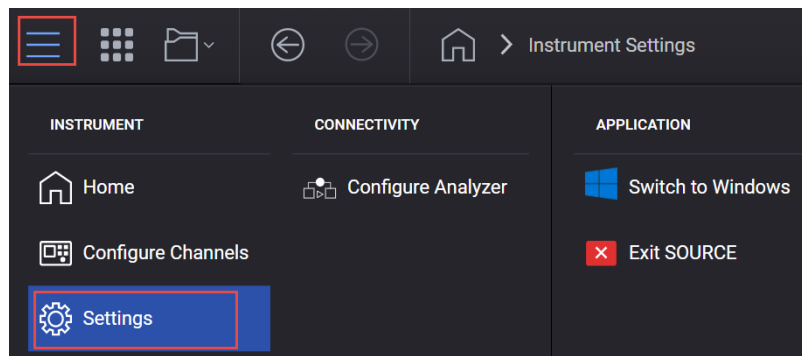 Instrument Settings
INSTRUMENT
Home
Configure Channels
Settings
CONNECTIVITY
Configure Analyzer
APPLICATION
Switch to Windows
Exit SOURCE